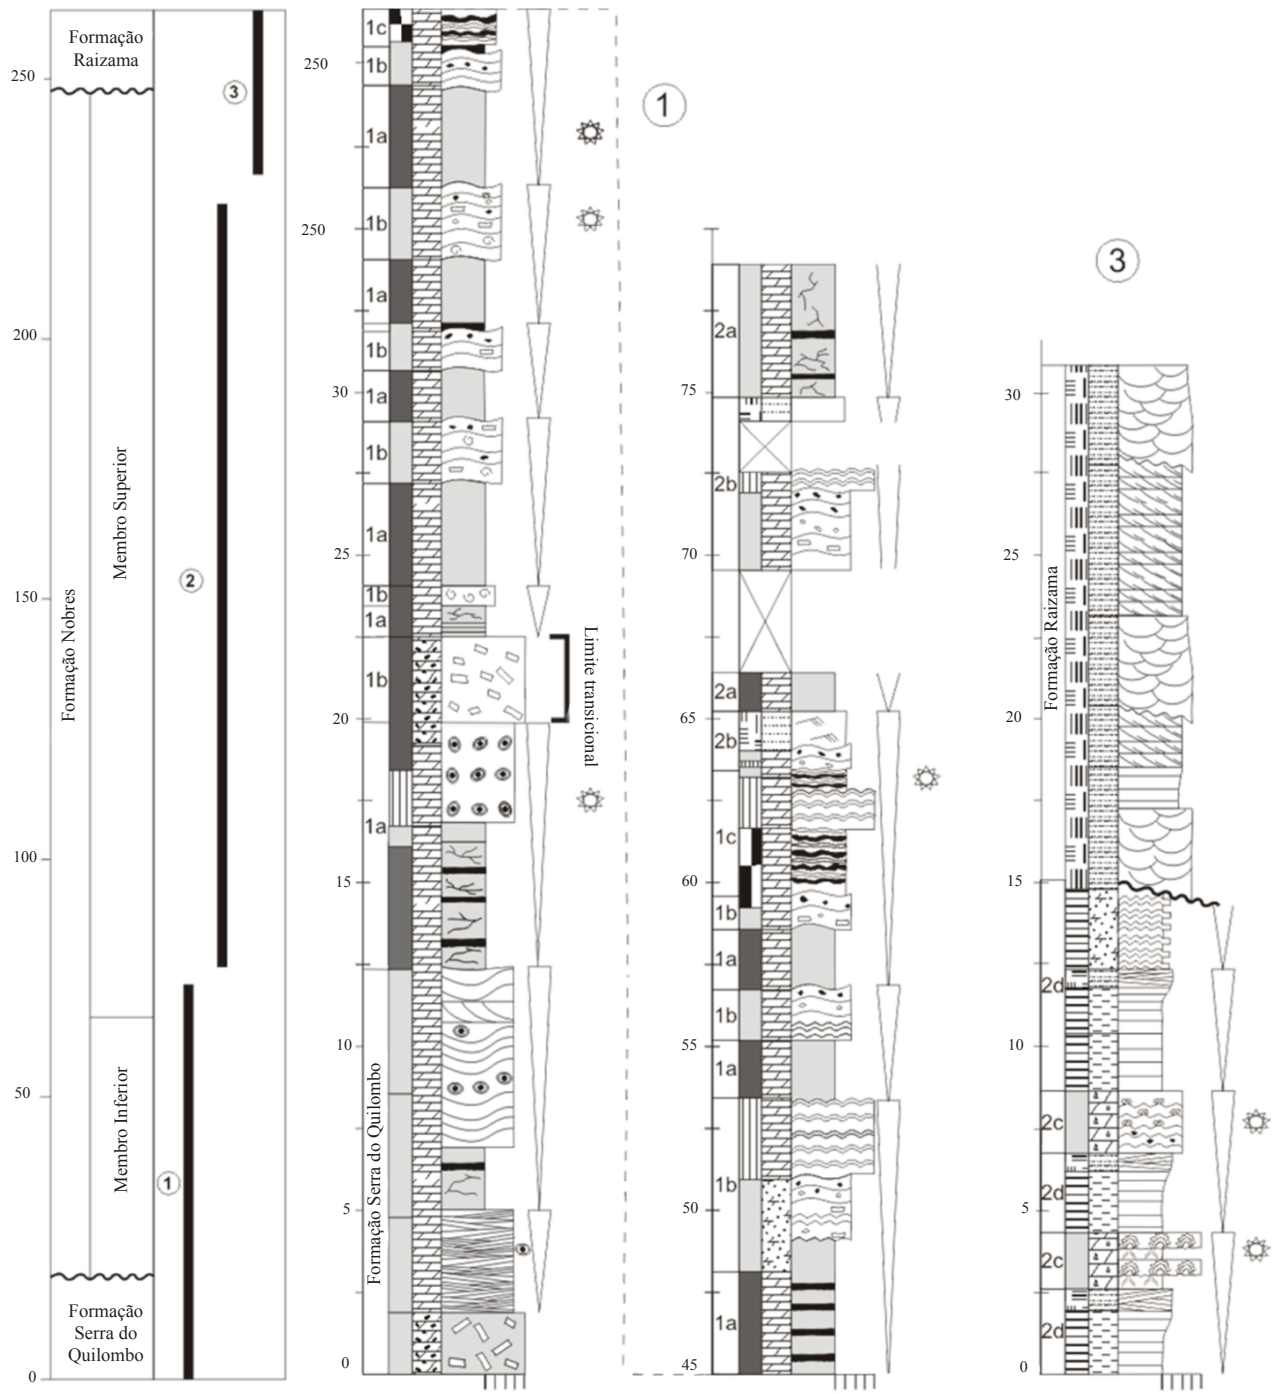 Formação
Raizama
250
200
150
100
50
0
Formação Nobres
Membro Superior
Membro Inferior
Formação
Serra do
Quilombo
3
2
1
250
250
30
25
20
15
10
5
0
1c
1b
1a
1b
1a
1b
1a
1b
1a
1b
1a
1b
1a
Formação Serra do Quilombo
Limite transicional
1
75
70
65
60
55
50
45
2a
2b
2a
2b
1c
1b
1a
1b
1a
1b
1a
3
30
25
20
15
10
5
0
Formação Raizama
2d
2c
2d
2c
2d